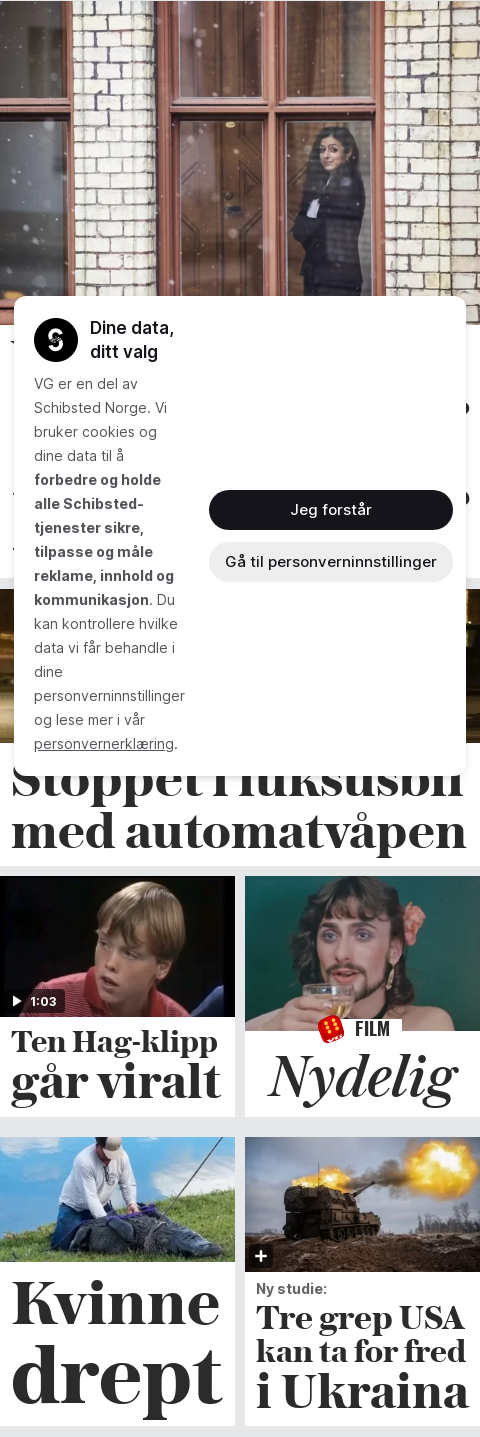 Dine data,
ditt valg
VG er en del av
Schibsted Norge. Vi
bruker cookies og
dine data til å
forbedre og holde
alle Schibsted-
tjenester sikre,
tilpasse og måle
reklame, innhold og
kommunikasjon. Du
kan kontrollere hvilke
data vi får behandle i
dine
personverninnstillinger
og lese mer i vår
personvernerklæring.
Jeg forstår
Gå til personverninnstillinger
Stoppet i luksusbil
med automatvåpen
1:03
Ten Hag-klipp
går viralt
FILM
Nydelig
Kvinne
drept
Ny studie:
Tre grep USA
kan ta for fred
i Ukraina